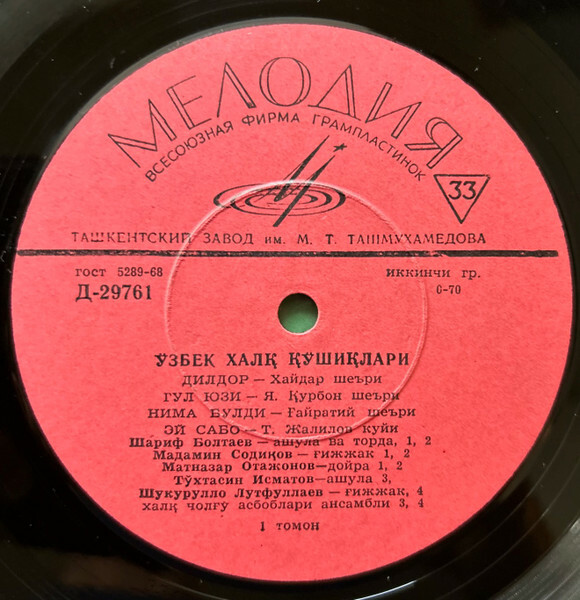 МЕЛОДИЯ
ВСЕСОЮЗНАЯ ФИРМА ГРАМПЛАСТИНОК
33
ТАШКЕНТСКИЙ ЗАВОД им. М. Т. ТАШМУХАМЕДОВА
гост 5289-68 иккинчи гр.
Д-29761 6-70
ЎЗБЕК ХАЛҚ ҚЎШИҚЛАРИ
ДИЛДОР — Хайдар шеъри
ГУЛ ЮЗИ — Я. Қурбон шеъри
НИМА БУЛДИ — Ғайратий шеъри
ЭЙ САБО — Т. Жалилов куйи
Шариф Болтаев — ашула ва торда, 1, 2
Мадамин Содиқов — ғижжак 1, 2
Матназар Отажонов — дойра 1, 2
Тўхтасин Исматов — ашула 3,
Шукурулло Лутфуллаев — ғижжак, 4
халқ чолғў асбоблари ансамбли 3, 4
1 томон